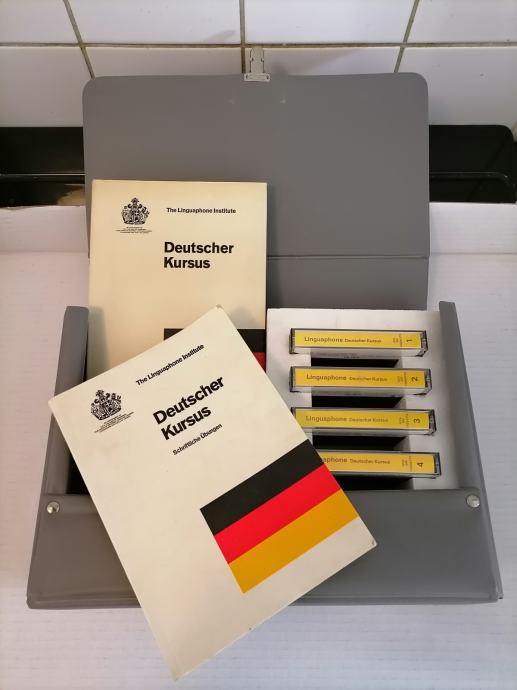 The Linguaphone Institute
Deutscher
Kursus
The Linguaphone Institute
Deutscher
Kursus
Schriftliche Übungen
Linguaphone Deutscher Kursus 1
Linguaphone Deutscher Kursus 2
Linguaphone Deutscher Kursus 3
Linguaphone Deutscher Kursus 4